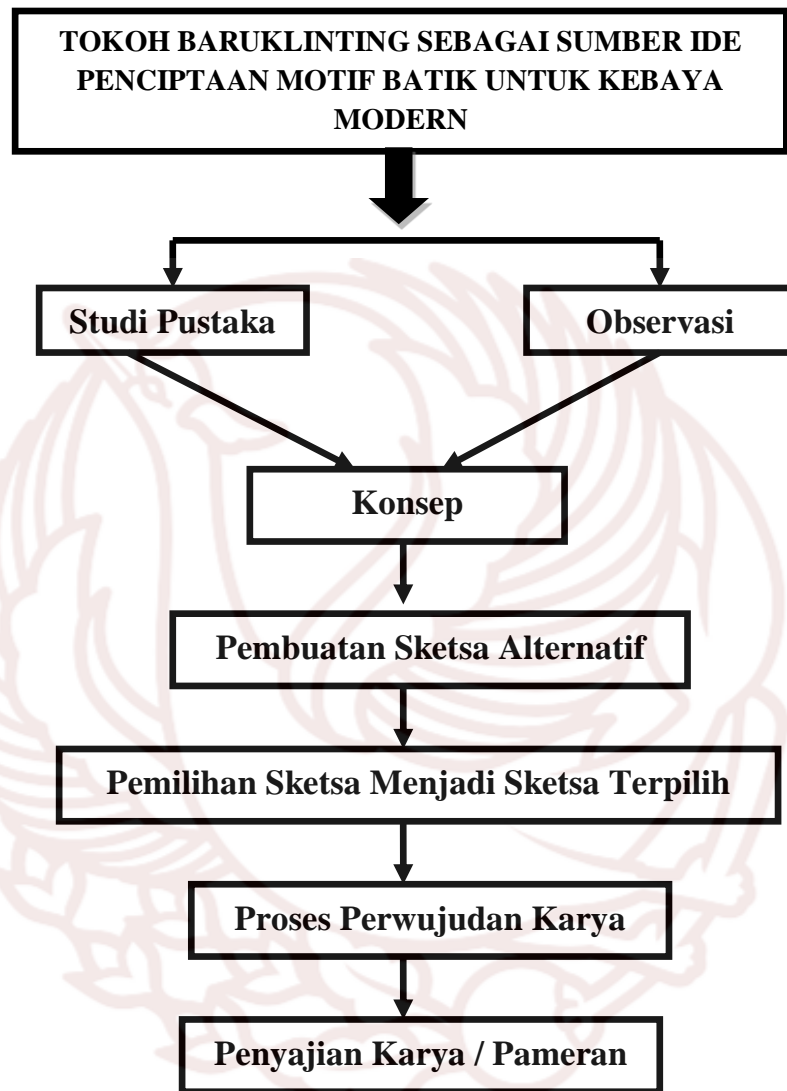 TOKOH BARUKLINTING SEBAGAI SUMBER IDE
PENCIPTAAN MOTIF BATIK UNTUK KEBAYA
MODERN
Studi Pustaka
Observasi
Konsep
Pembuatan Sketsa Alternatif
Pemilihan Sketsa Menjadi Sketsa Terpilih
Proses Perwujudan Karya
Penyajian Karya / Pameran